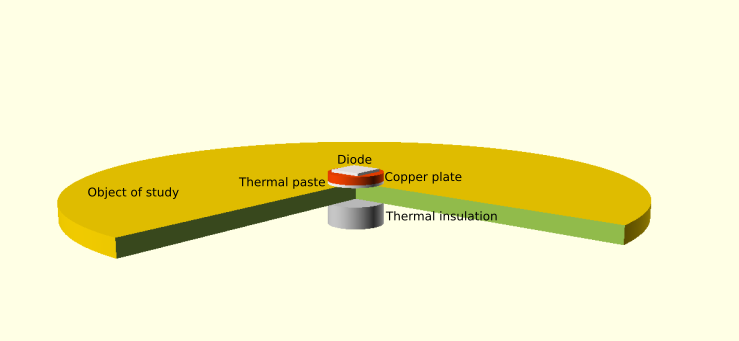 Diode
Copper plate
Thermal paste
Object of study
Thermal insulation